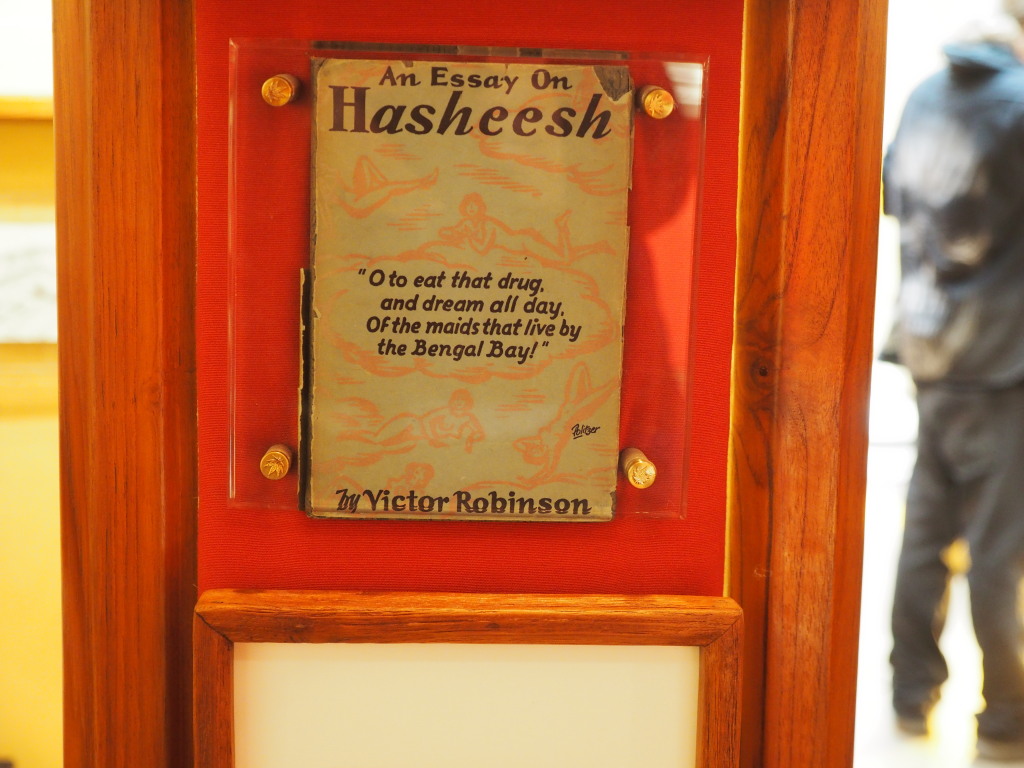 An Essay On
Hasheesh
"O to eat that drug,
and dream all day,
Of the maids that live by
the Bengal Bay!"
Politzer
by Victor Robinson